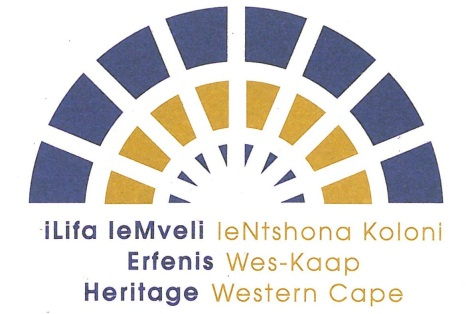 iLifa leMveli leNtshona Koloni
Erfenis Wes-Kaap
Heritage Western Cape